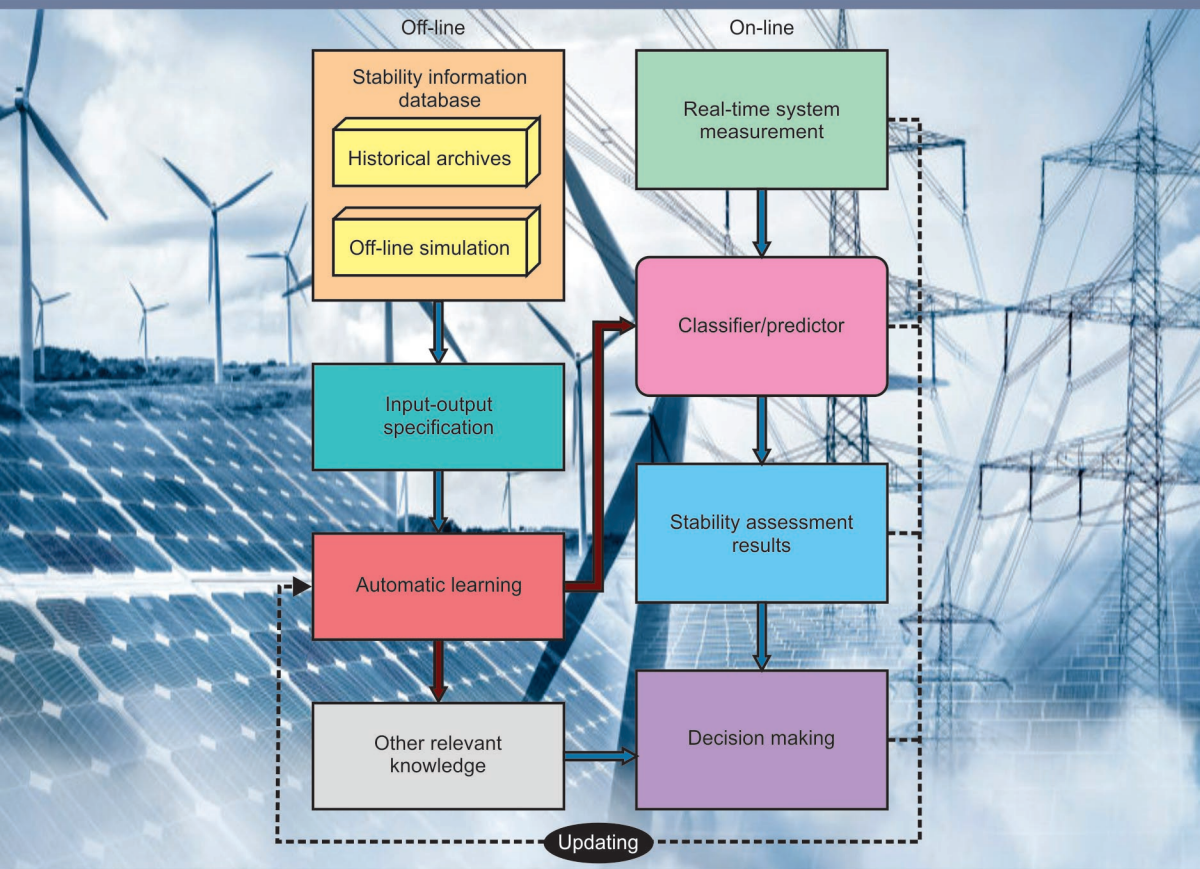 Off-line
Stability information
database
Historical archives
Off-line simulation
Input-output
specification
Automatic learning
Other relevant
knowledge
On-line
Real-time system
measurement
Classifier/predictor
Stability assessment
results
Decision making
Updating